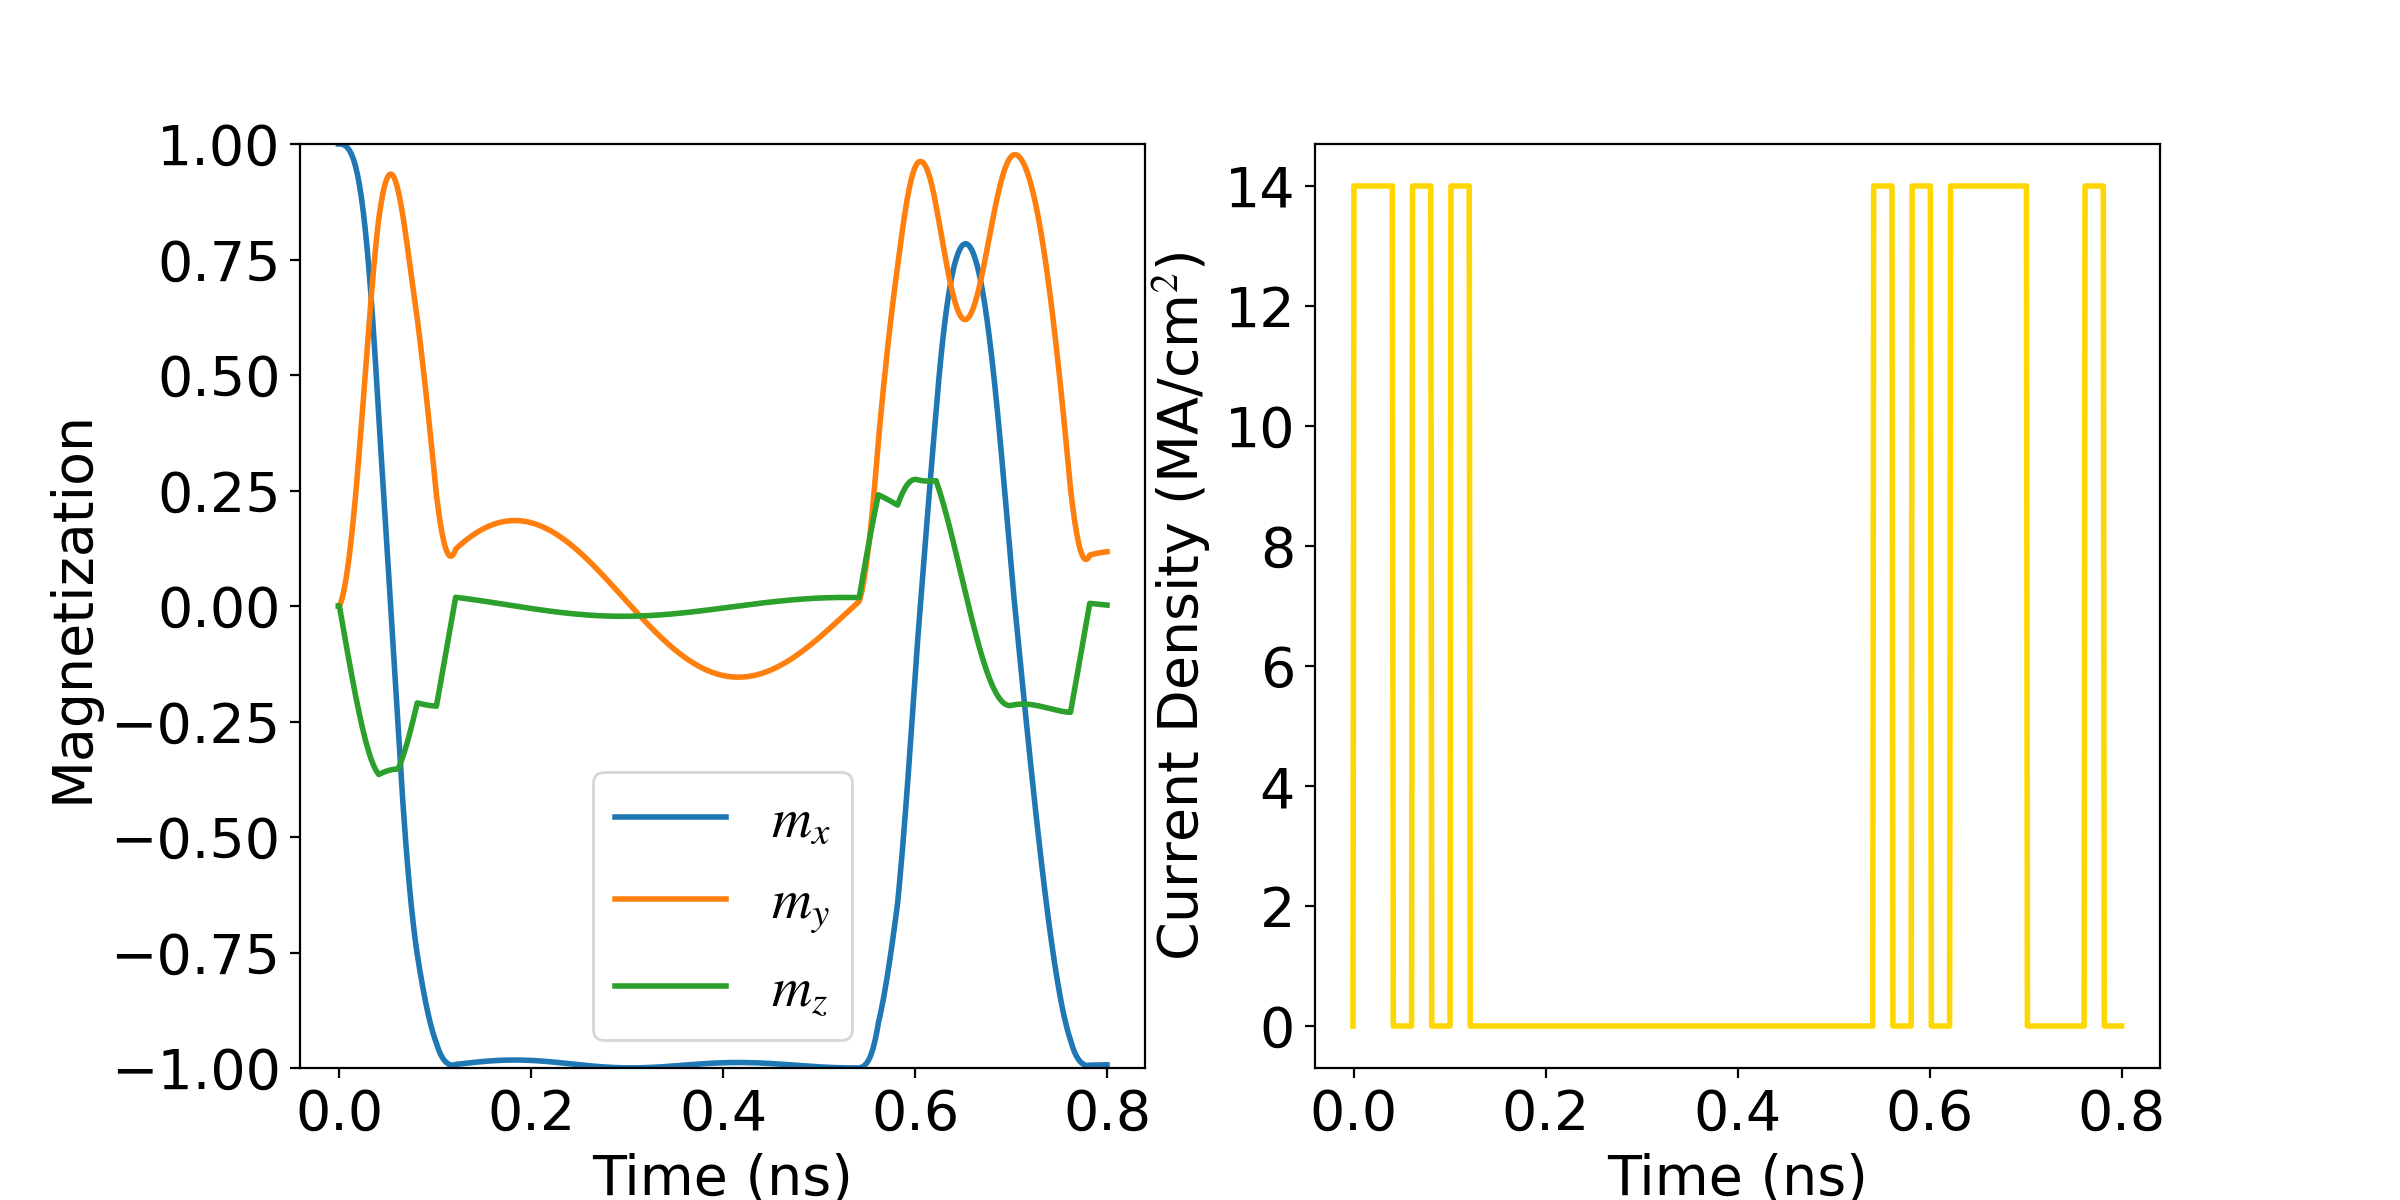 Magnetization
1.00
0.75
0.50
0.25
0.00
−0.25
−0.50
−0.75
−1.00
0.0 0.2 0.4 0.6 0.8
Time (ns)
m_x
m_y
m_z
Current Density (MA/cm²)
14
12
10
8
6
4
2
0
0.0 0.2 0.4 0.6 0.8
Time (ns)